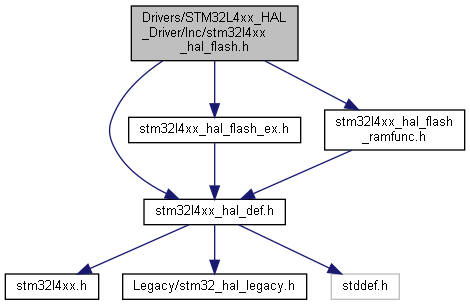 Drivers/STM32L4xx_HAL
_Driver/Inc/stm32l4xx
_hal_flash.h
stm32l4xx_hal_flash_ex.h
stm32l4xx_hal_flash
_ramfunc.h
stm32l4xx_hal_def.h
stm32l4xx.h
Legacy/stm32_hal_legacy.h
stddef.h